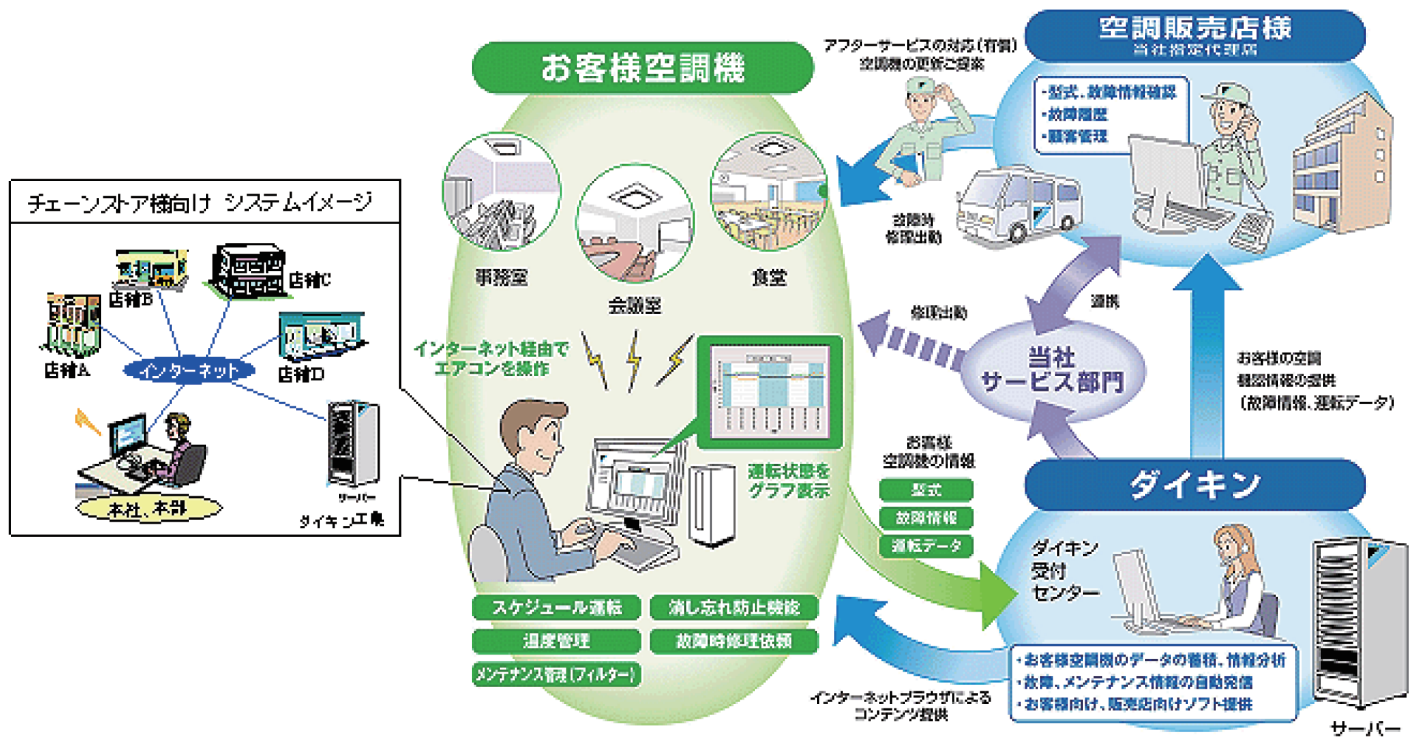 チェーンストア様向け システムイメージ
店舗A
店舗B
店舗C
店舗D
インターネット
本社、本部
サーバー
ダイキン工業
お客様空調機
事務室
会議室
食堂
インターネット経由で
エアコンを操作
運転状態を
グラフ表示
スケジュール運転
消し忘れ防止機能
温度管理
故障時修理依頼
メンテナンス管理(フィルター)
アフターサービスの対応(有償)
空調機の更新ご提案
故障時
修理出動
修理出動
空調販売店様
当社指定代理店
・型式、故障情報確認
・故障履歴
・顧客管理
連携
当社
サービス部門
お客様の空調
機器情報の提供
(故障情報、運転データ)
お客様
空調機の情報
型式
故障情報
運転データ
ダイキン
ダイキン
受付
センター
・お客様空調機のデータの蓄積、情報分析
・故障、メンテナンス情報の自動発信
・お客様向け、販売店向けソフト提供
サーバー
インターネットブラウザによる
コンテンツ提供